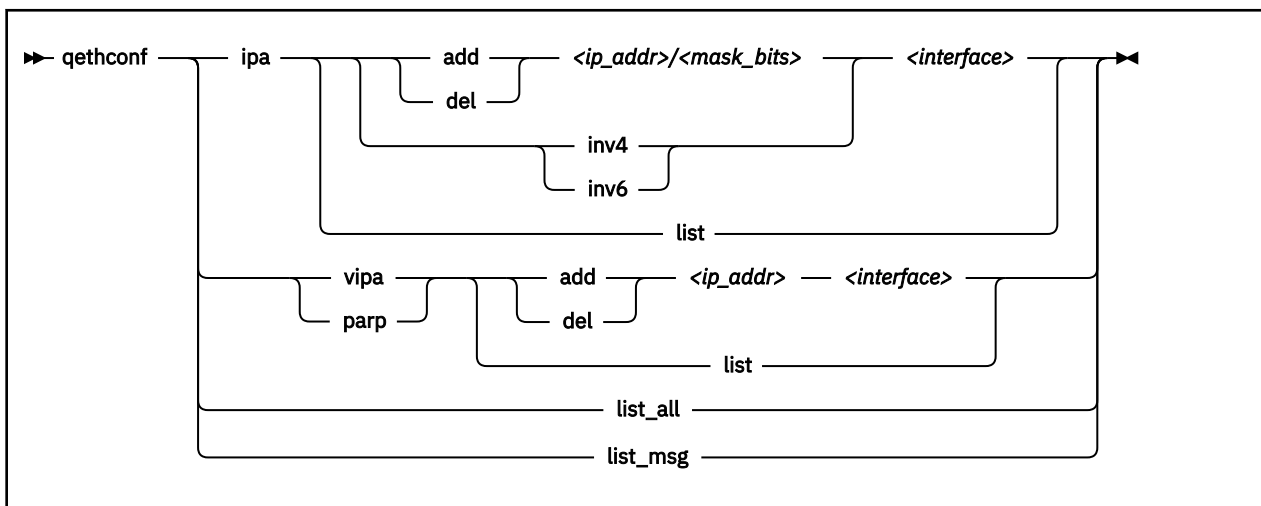 qethconf ipa add <ip_addr>/<mask_bits> <interface>
del
inv4
inv6
list
vipa add <ip_addr> <interface>
parp del
list
list_all
list_msg